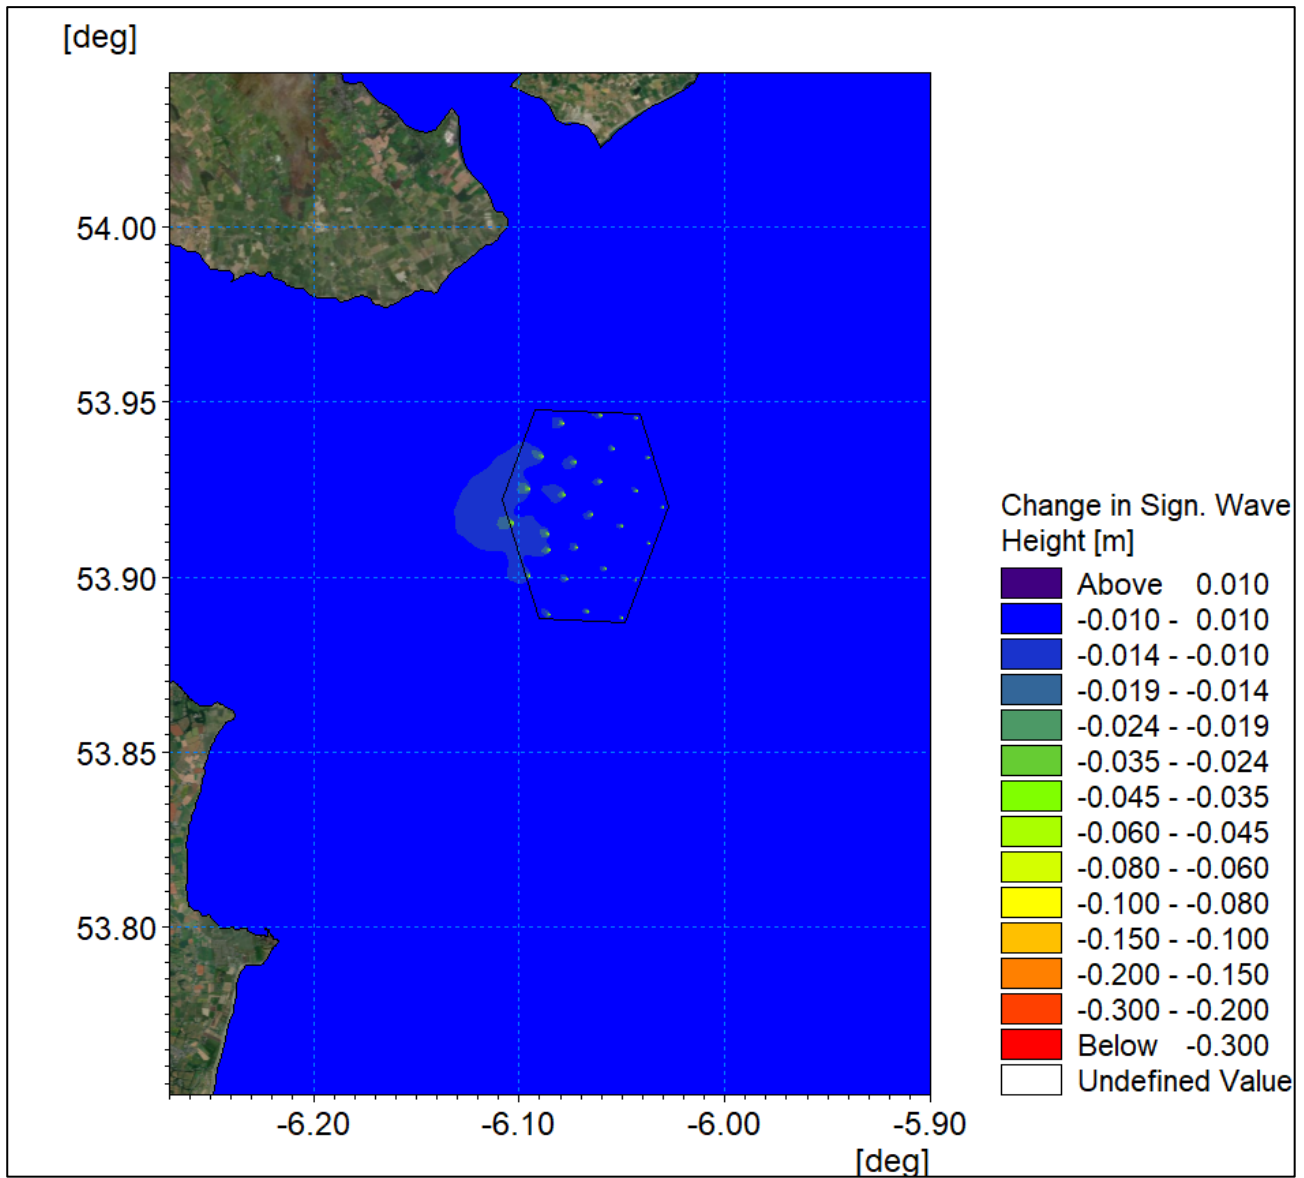 [deg]
54.00
53.95
53.90
53.85
53.80
-6.20
-6.10
-6.00
-5.90
[deg]
Change in Sign. Wave
Height [m]
Above 0.010
-0.010 - 0.010
-0.014 - -0.010
-0.019 - -0.014
-0.024 - -0.019
-0.035 - -0.024
-0.045 - -0.035
-0.060 - -0.045
-0.080 - -0.060
-0.100 - -0.080
-0.150 - -0.100
-0.200 - -0.150
-0.300 - -0.200
Below -0.300
Undefined Value